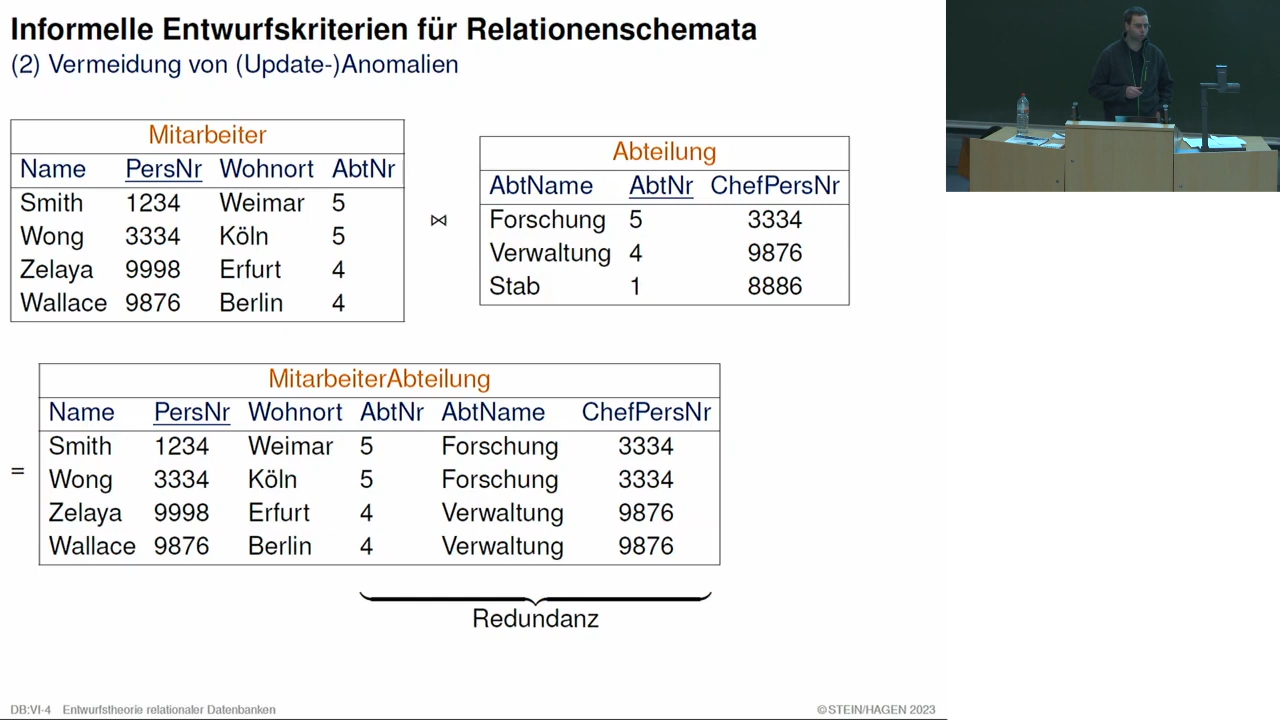 Informelle Entwurfskriterien für Relationenschemata
(2) Vermeidung von (Update-)Anomalien
Mitarbeiter
Name PersNr Wohnort AbtNr
Smith 1234 Weimar 5
Wong 3334 Köln 5
Zelaya 9998 Erfurt 4
Wallace 9876 Berlin 4
⋈
Abteilung
AbtName AbtNr ChefPersNr
Forschung 5 3334
Verwaltung 4 9876
Stab 1 8886
=
MitarbeiterAbteilung
Name PersNr Wohnort AbtNr AbtName ChefPersNr
Smith 1234 Weimar 5 Forschung 3334
Wong 3334 Köln 5 Forschung 3334
Zelaya 9998 Erfurt 4 Verwaltung 9876
Wallace 9876 Berlin 4 Verwaltung 9876
Redundanz
DB:VI-4 Entwurfstheorie relationaler Datenbanken
©STEIN/HAGEN 2023